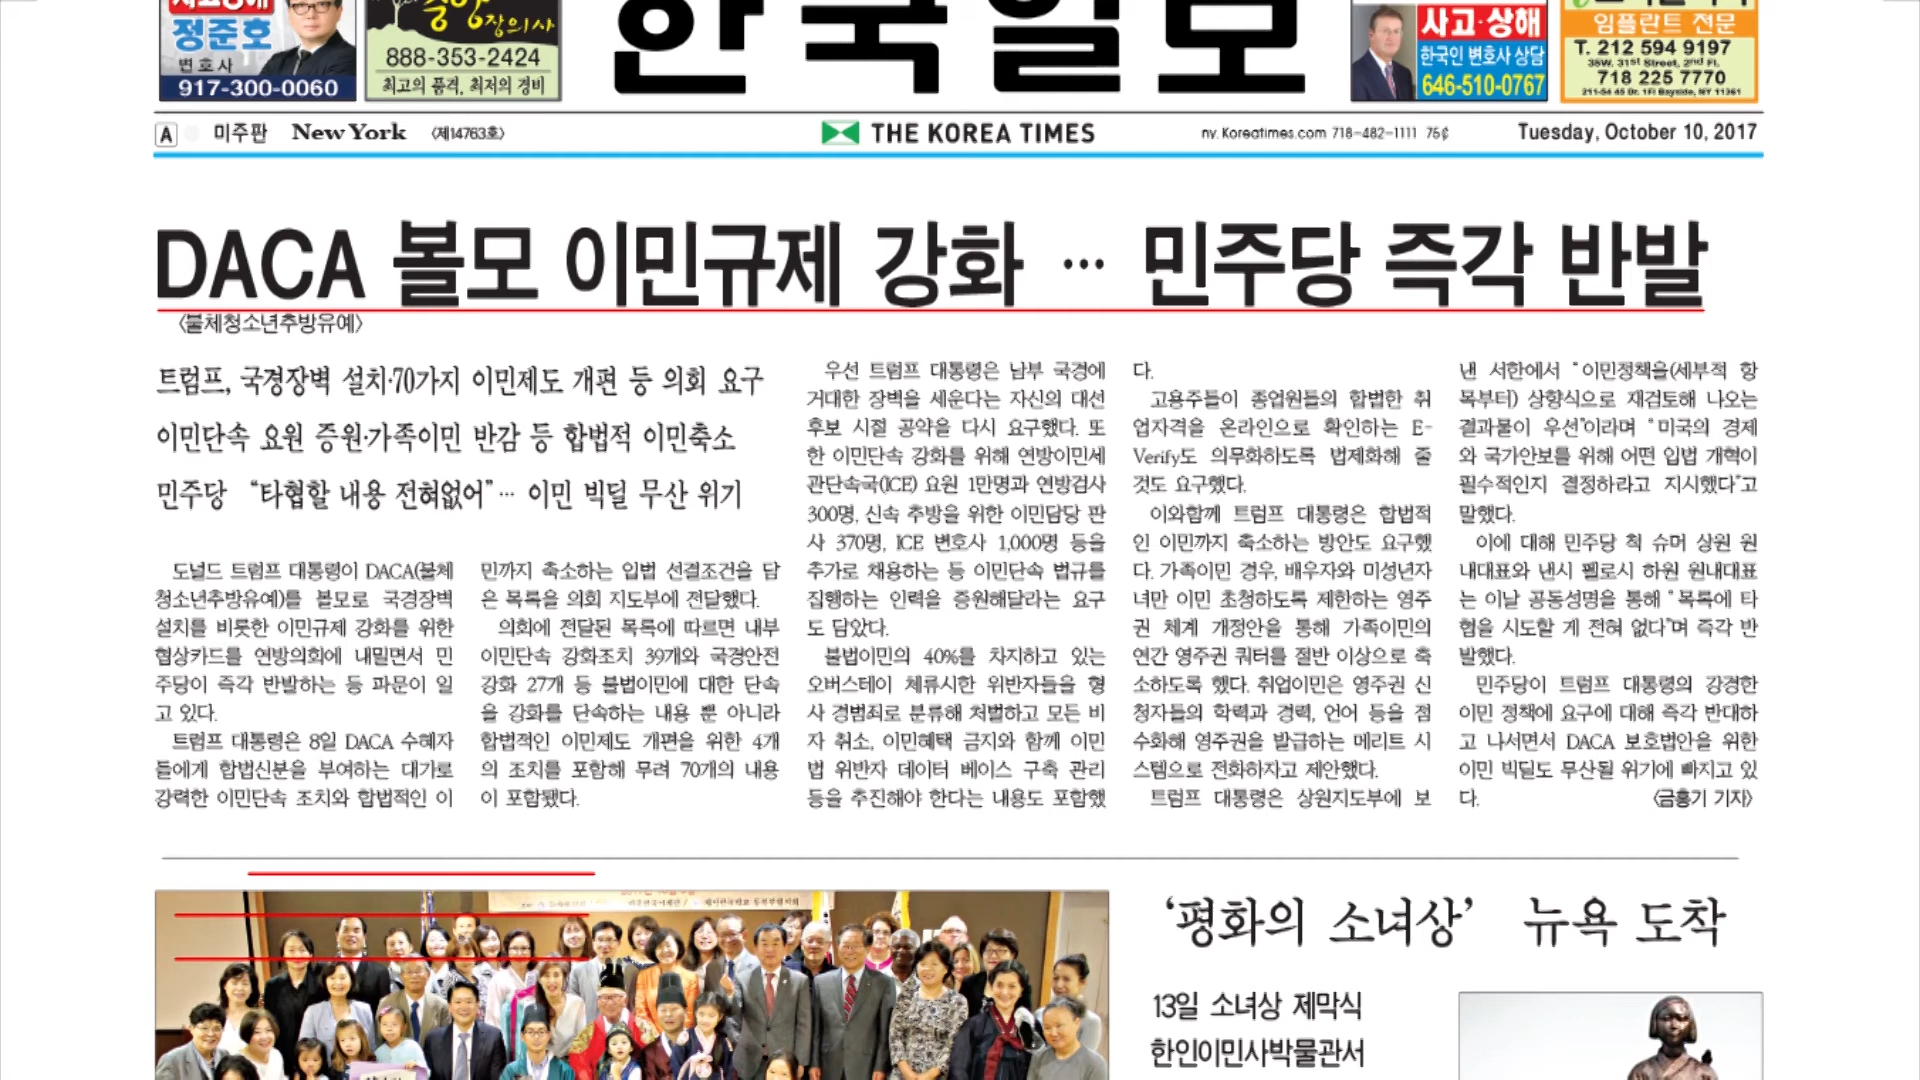 정준호
변호사
917-300-0060
중앙장의사
888-353-2424
최고의 품격, 최저의 경비
한국일보
사고·상해
한국인 변호사 상담
646-510-0767
임플란트 전문
T. 212 594 9197
35W. 31st Street, 2nd FL.
718 225 7770
211-54 45 Dr. 1Fl Bayside, NY 11361
A 미주판 New York 〈제14763호〉
THE KOREA TIMES
ny.Koreatimes.com 718-482-1111 75¢
Tuesday, October 10, 2017
DACA 볼모 이민규제 강화 … 민주당 즉각 반발
〈불체청소년추방유예〉
트럼프, 국경장벽 설치·70가지 이민제도 개편 등 의회 요구
이민단속 요원 증원·가족이민 반감 등 합법적 이민축소
민주당 “타협할 내용 전혀없어”… 이민 빅딜 무산 위기
도널드 트럼프 대통령이 DACA(불체
청소년추방유예)를 볼모로 국경장벽
설치를 비롯한 이민규제 강화를 위한
협상카드를 연방의회에 내밀면서 민
주당이 즉각 반발하는 등 파문이 일
고 있다.
트럼프 대통령은 8일 DACA 수혜자
들에게 합법신분을 부여하는 대가로
강력한 이민단속 조치와 합법적인 이
민까지 축소하는 입법 선결조건을 담
은 목록을 의회 지도부에 전달했다.
의회에 전달된 목록에 따르면 내부
이민단속 강화조치 39개와 국경안전
강화 27개 등 불법이민에 대한 단속
을 강화를 단속하는 내용 뿐 아니라
합법적인 이민제도 개편을 위한 4개
의 조치를 포함해 무려 70개의 내용
이 포함됐다.
우선 트럼프 대통령은 남부 국경에
거대한 장벽을 세운다는 자신의 대선
후보 시절 공약을 다시 요구했다. 또
한 이민단속 강화를 위해 연방이민세
관단속국(ICE) 요원 1만명과 연방검사
300명, 신속 추방을 위한 이민담당 판
사 370명, ICE 변호사 1,000명 등을
추가로 채용하는 등 이민단속 법규를
집행하는 인력을 증원해달라는 요구
도 담았다.
불법이민의 40%를 차지하고 있는
오버스테이 체류시한 위반자들을 형
사 경범죄로 분류해 처벌하고 모든 비
자 취소, 이민혜택 금지와 함께 이민
법 위반자 데이터 베이스 구축 관리
등을 추진해야 한다는 내용도 포함했
다.
고용주들이 종업원들의 합법한 취
업자격을 온라인으로 확인하는 E-
Verify도 의무화하도록 법제화해 줄
것도 요구했다.
이와함께 트럼프 대통령은 합법적
인 이민까지 축소하는 방안도 요구했
다. 가족이민 경우, 배우자와 미성년자
녀만 이민 초청하도록 제한하는 영주
권 체계 개정안을 통해 가족이민의
연간 영주권 쿼터를 절반 이상으로 축
소하도록 했다. 취업이민은 영주권 신
청자들의 학력과 경력, 언어 등을 점
수화해 영주권을 발급하는 메리트 시
스템으로 전화하자고 제안했다.
트럼프 대통령은 상원지도부에 보
낸 서한에서 “이민정책을(세부적 항
목부터) 상향식으로 재검토해 나오는
결과물이 우선”이라며 “미국의 경제
와 국가안보를 위해 어떤 입법 개혁이
필수적인지 결정하라고 지시했다”고
말했다.
이에 대해 민주당 척 슈머 상원 원
내대표와 낸시 펠로시 하원 원내대표
는 이날 공동성명을 통해 “목록에 타
협을 시도할 게 전혀 없다”며 즉각 반
발했다.
민주당이 트럼프 대통령의 강경한
이민 정책에 요구에 대해 즉각 반대하
고 나서면서 DACA 보호법안을 위한
이민 빅딜도 무산될 위기에 빠지고 있
다. 〈금홍기 기자〉
‘평화의 소녀상’ 뉴욕 도착
13일 소녀상 제막식
한인이민사박물관서